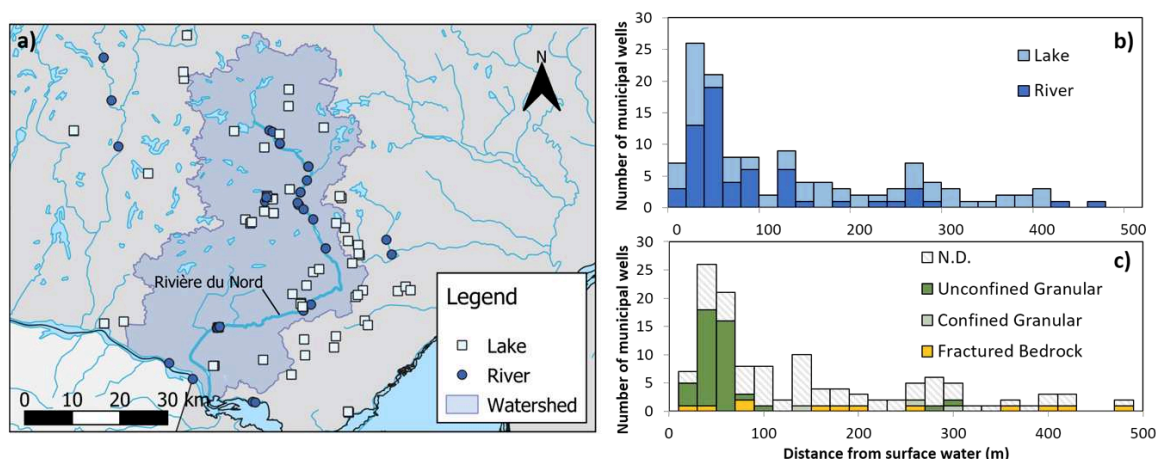 a)
N
Rivière du Nord
Legend
Lake
River
Watershed
0 10 20 30 km
b)
Number of municipal wells
30
25
20
15
10
5
0
Lake
River
0 100 200 300 400 500
c)
Number of municipal wells
30
25
20
15
10
5
0
N.D.
Unconfined Granular
Confined Granular
Fractured Bedrock
0 100 200 300 400 500
Distance from surface water (m)